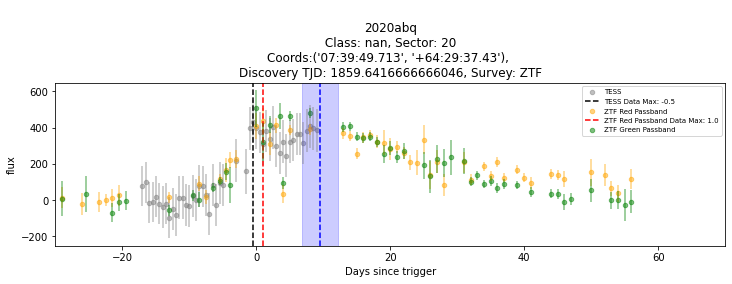 2020abq
Class: nan, Sector: 20
Coords:('07:39:49.713', '+64:29:37.43'),
Discovery TJD: 1859.6416666666046, Survey: ZTF
600
400
200
0
−200
flux
TESS
TESS Data Max: -0.5
ZTF Red Passband
ZTF Red Passband Data Max: 1.0
ZTF Green Passband
−20
0
20
40
60
Days since trigger